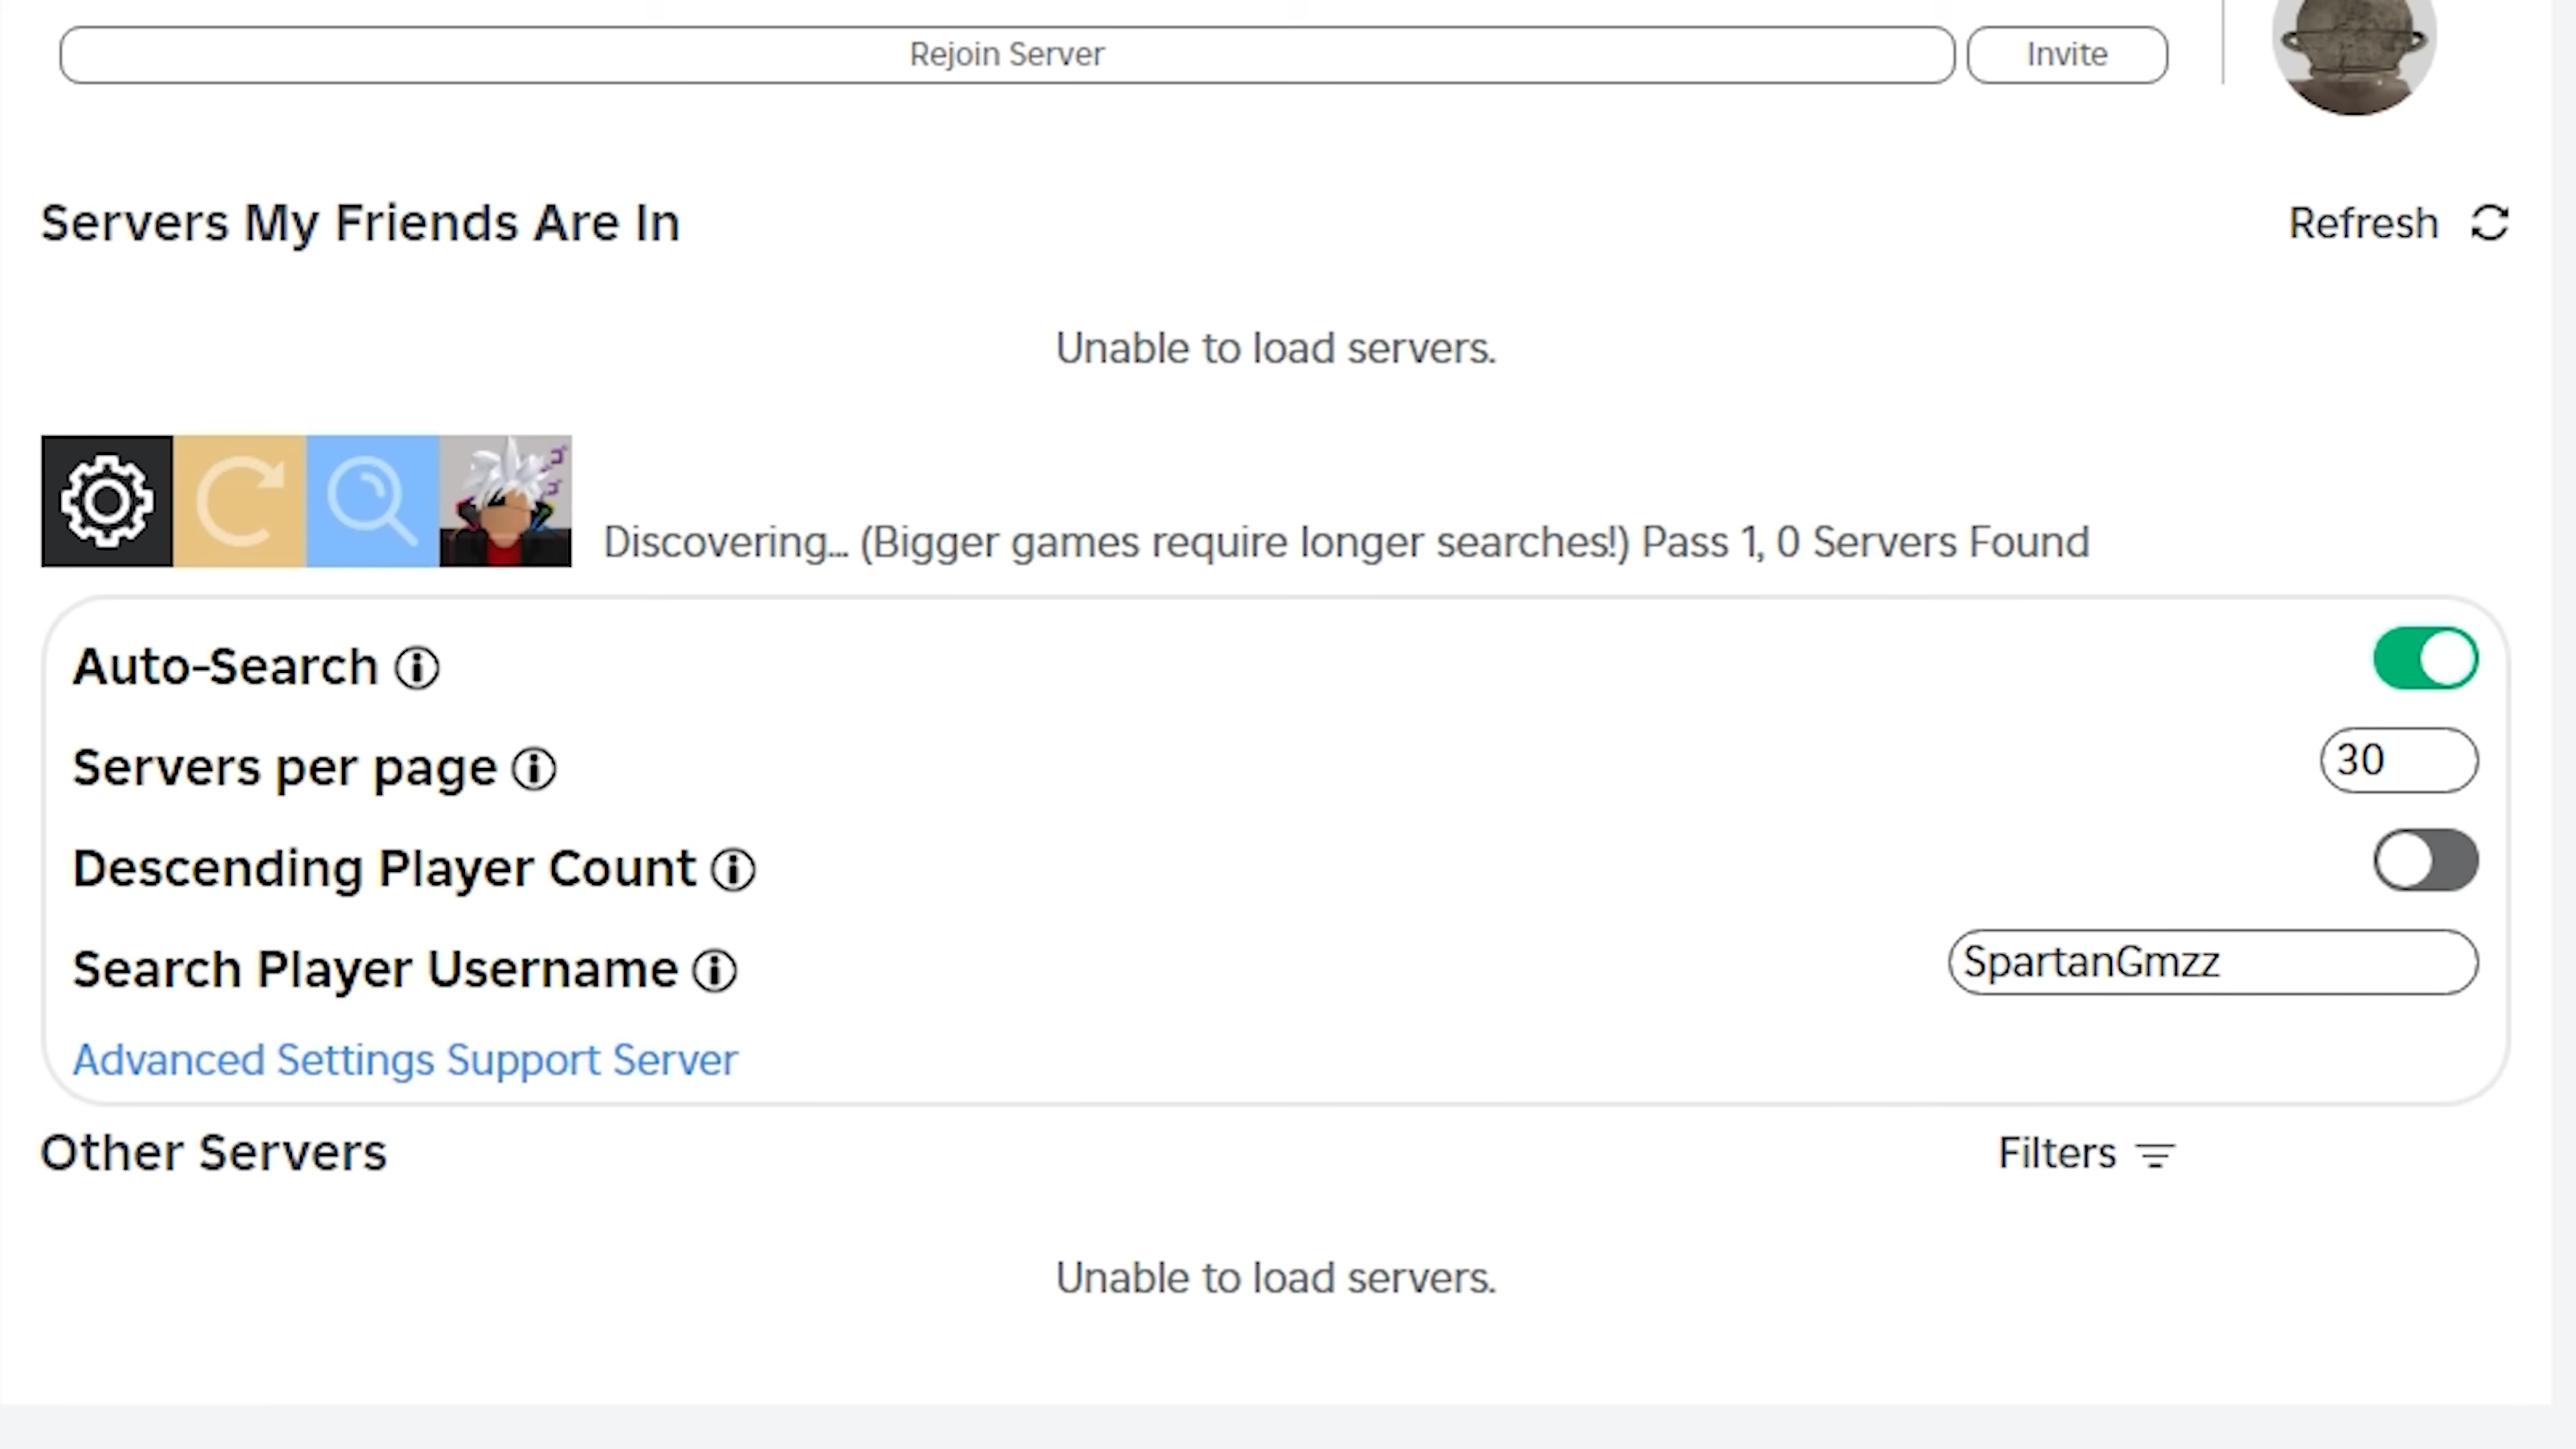 Rejoin Server
Invite
Servers My Friends Are In
Refresh
Unable to load servers.
Discovering... (Bigger games require longer searches!) Pass 1, 0 Servers Found
Auto-Search
Servers per page
30
Descending Player Count
Search Player Username
SpartanGmzz
Advanced Settings Support Server
Other Servers
Filters
Unable to load servers.